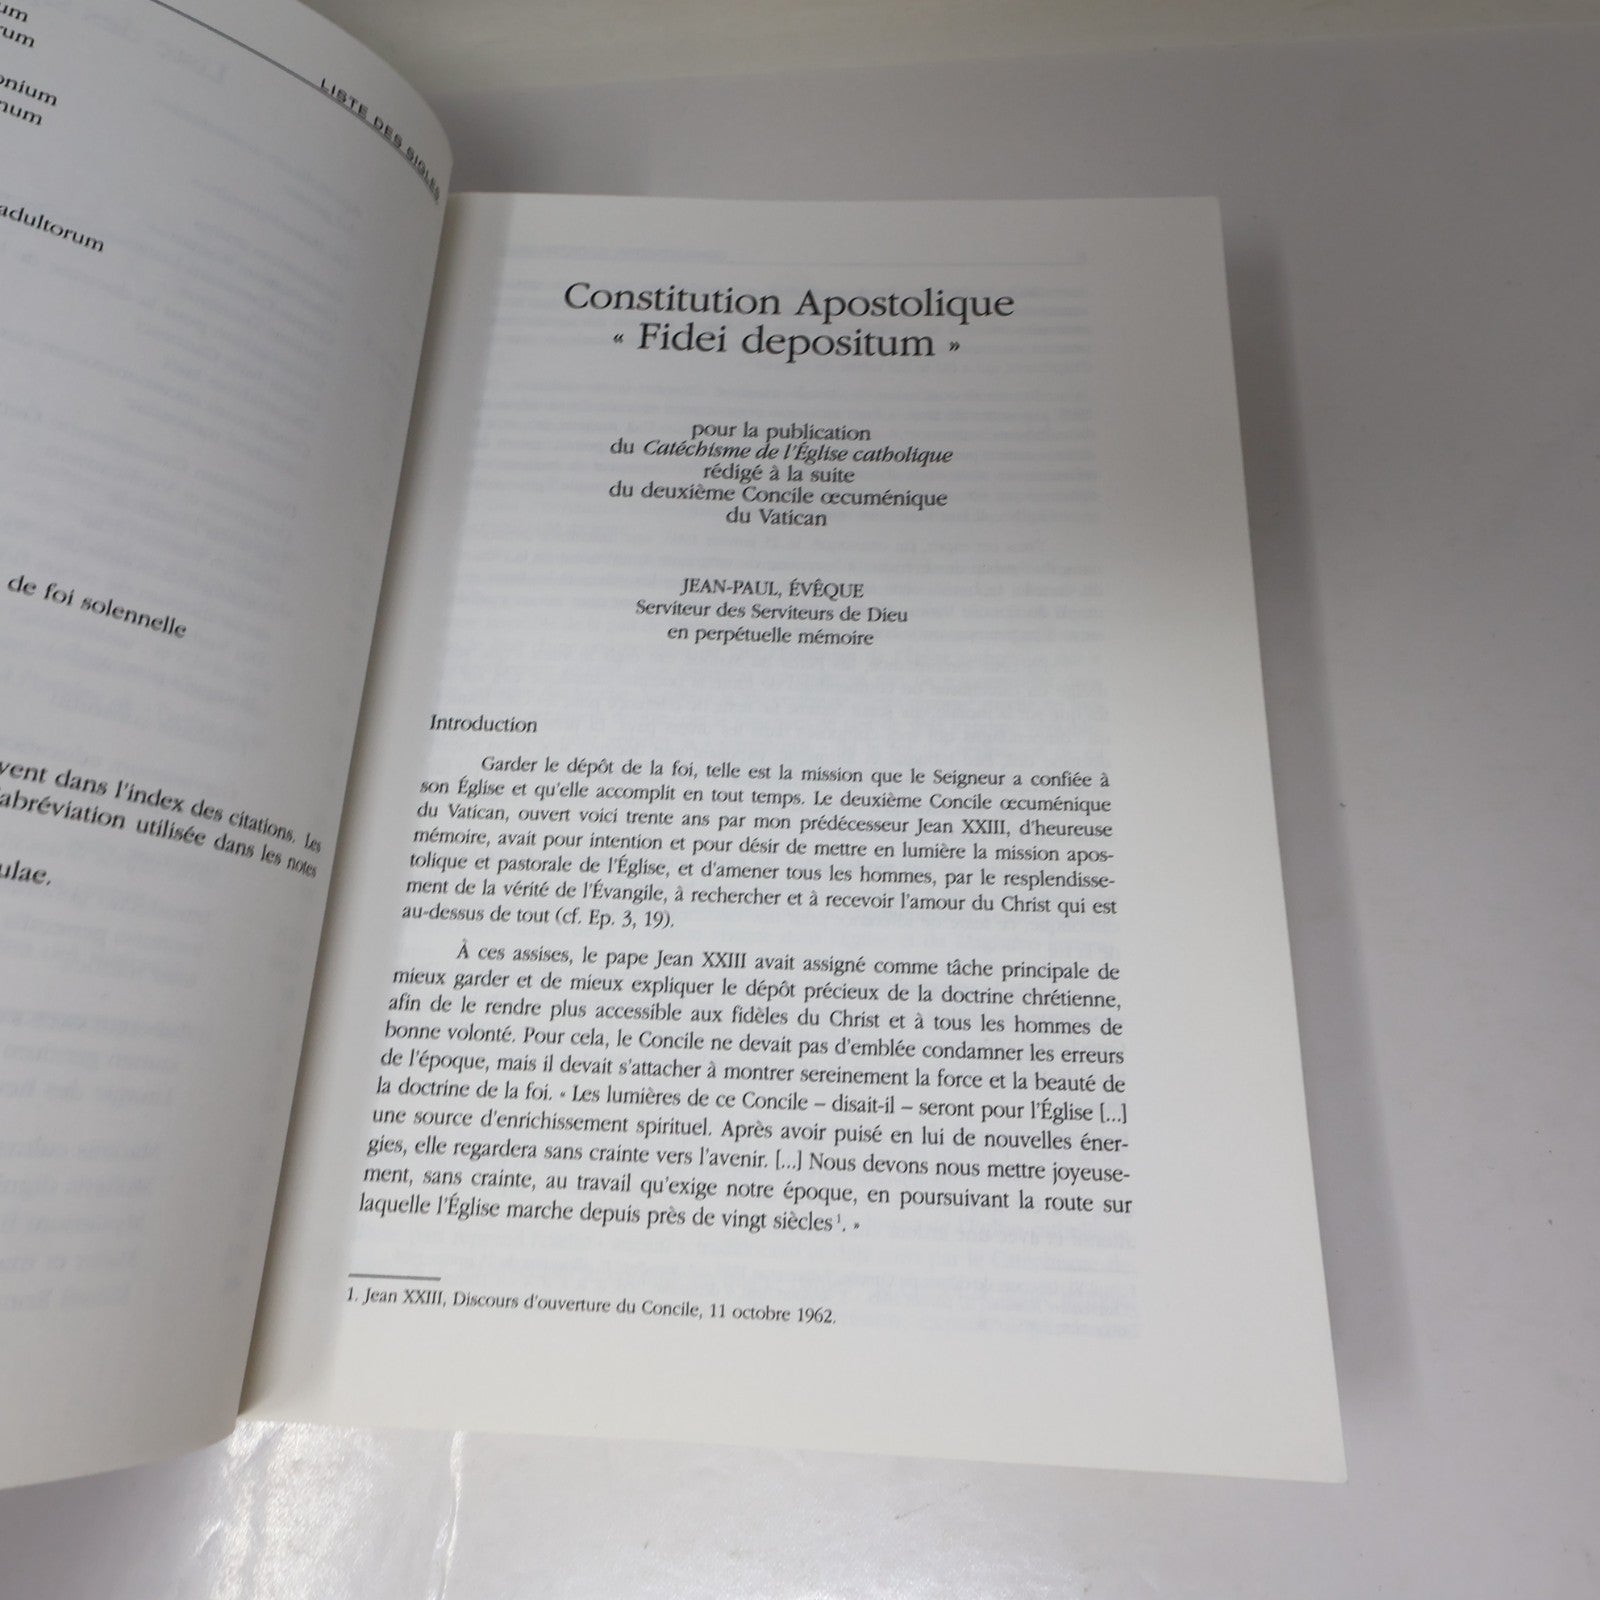 adultorum
de foi solennelle
dans l'index des citations. Les
abréviation utilisée dans les notes
LISTE DES SIGLES
Constitution Apostolique
« Fidei depositum »
pour la publication
du Catéchisme de l'Église catholique
rédigé à la suite
du deuxième Concile œcuménique
du Vatican
JEAN-PAUL, ÉVÊQUE
Serviteur des Serviteurs de Dieu
en perpétuelle mémoire
Introduction
Garder le dépôt de la foi, telle est la mission que le Seigneur a confiée à
son Église et qu'elle accomplit en tout temps. Le deuxième Concile œcuménique
du Vatican, ouvert voici trente ans par mon prédécesseur Jean XXIII, d'heureuse
mémoire, avait pour intention et pour désir de mettre en lumière la mission apos-
tolique et pastorale de l'Église, et d'amener tous les hommes, par le resplendisse-
ment de la vérité de l'Évangile, à rechercher et à recevoir l'amour du Christ qui est
au-dessus de tout (cf. Ep. 3, 19).
À ces assises, le pape Jean XXIII avait assigné comme tâche principale de
mieux garder et de mieux expliquer le dépôt précieux de la doctrine chrétienne,
afin de le rendre plus accessible aux fidèles du Christ et à tous les hommes de
bonne volonté. Pour cela, le Concile ne devait pas d'emblée condamner les erreurs
de l'époque, mais il devait s'attacher à montrer sereinement la force et la beauté de
la doctrine de la foi. « Les lumières de ce Concile – disait-il – seront pour l'Église [...]
une source d'enrichissement spirituel. Après avoir puisé en lui de nouvelles éner-
gies, elle regardera sans crainte vers l'avenir. [...] Nous devons nous mettre joyeuse-
ment, sans crainte, au travail qu'exige notre époque, en poursuivant la route sur
laquelle l'Église marche depuis près de vingt siècles¹. »
1. Jean XXIII, Discours d'ouverture du Concile, 11 octobre 1962.